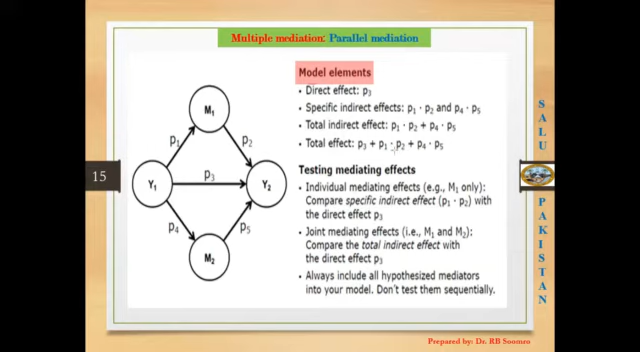 Multiple mediation: Parallel mediation
Model elements
• Direct effect: p3
• Specific indirect effects: p1 · p2 and p4 · p5
• Total indirect effect: p1 · p2 + p4 · p5
• Total effect: p3 + p1 · p2 + p4 · p5
M1
p1
p2
Y1
p3
Y2
p4
p5
M2
Testing mediating effects
• Individual mediating effects (e.g., M1 only):
Compare specific indirect effect (p1 · p2) with
the direct effect p3
• Joint mediating effects (i.e., M1 and M2):
Compare the total indirect effect with
the direct effect p3
• Always include all hypothesized mediators
into your model. Don't test them sequentially.
15
SALU
PAKISTAN
Prepared by: Dr. RB Soomro